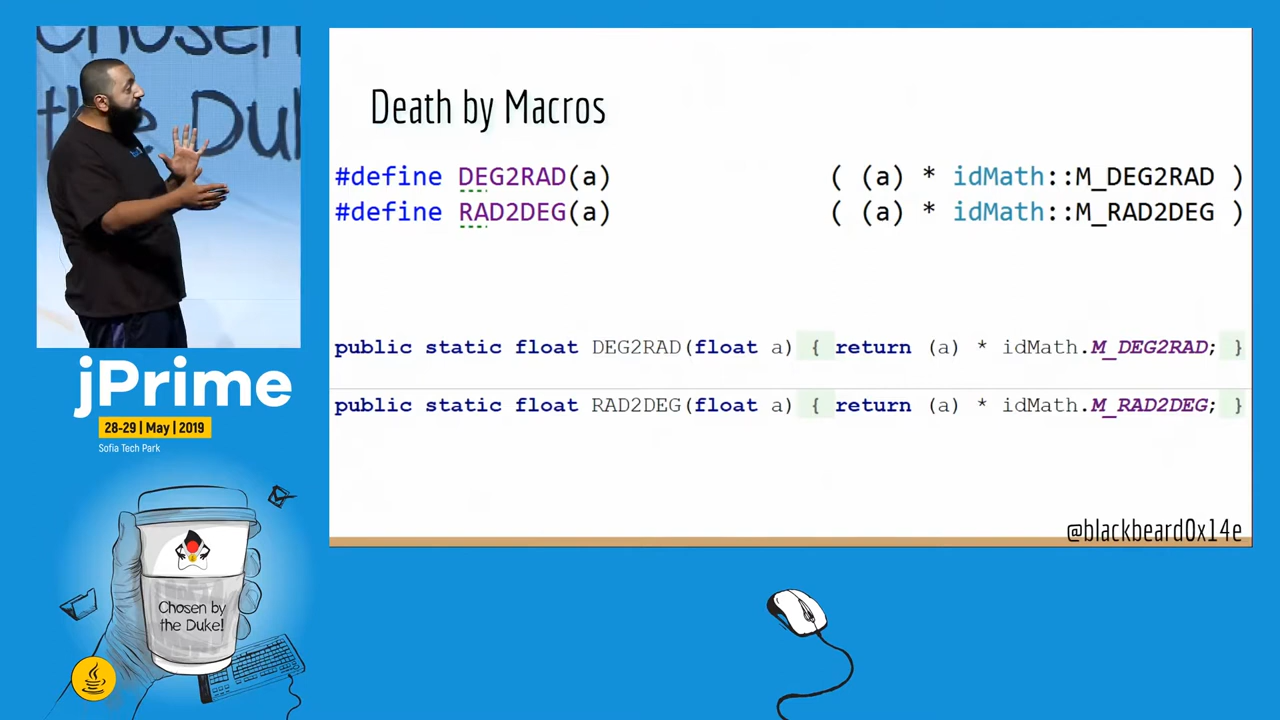 Chosen
the Duke
Death by Macros
#define DEG2RAD(a) ( (a) * idMath::M_DEG2RAD )
#define RAD2DEG(a) ( (a) * idMath::M_RAD2DEG )
public static float DEG2RAD(float a) { return (a) * idMath.M_DEG2RAD; }
public static float RAD2DEG(float a) { return (a) * idMath.M_RAD2DEG; }
@blackbeard0x14e
jPrime
28-29 | May | 2019
Sofia Tech Park
Chosen by
the Duke!